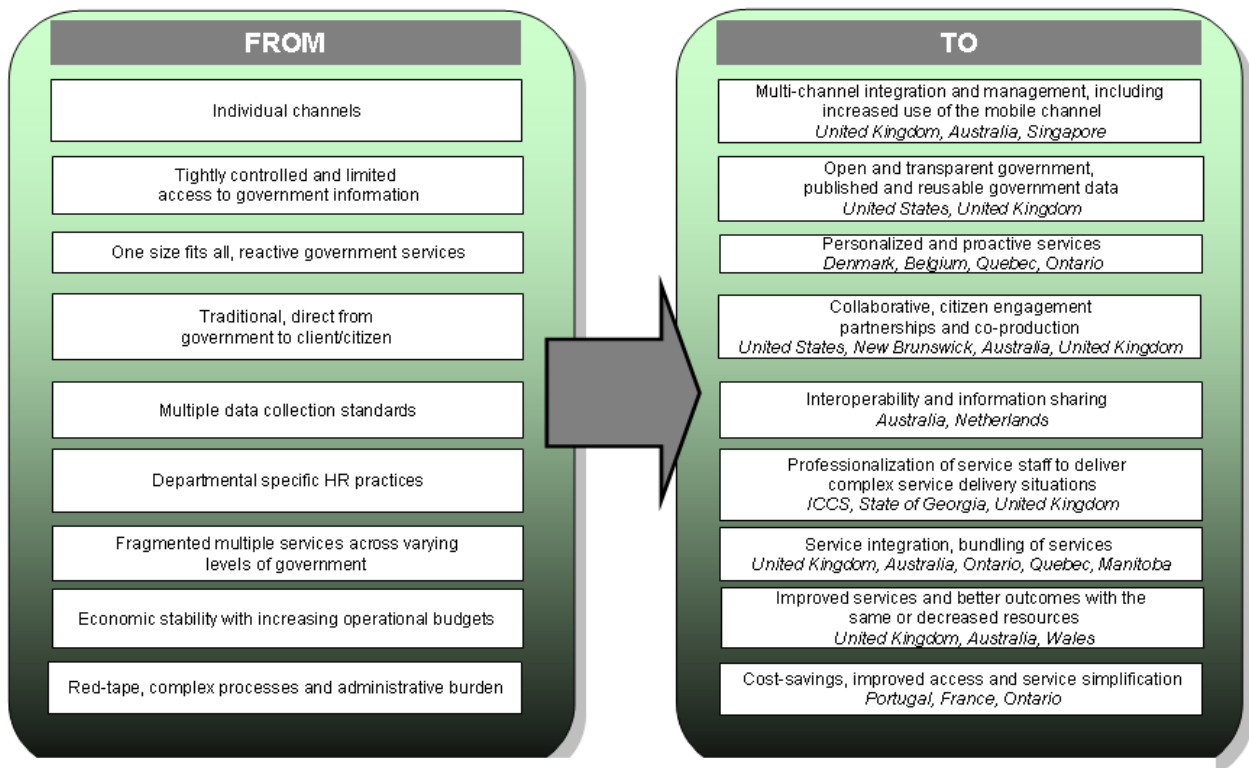 FROM
Individual channels
Tightly controlled and limited
access to government information
One size fits all, reactive government services
Traditional, direct from
government to client/citizen
Multiple data collection standards
Departmental specific HR practices
Fragmented multiple services across varying
levels of government
Economic stability with increasing operational budgets
Red-tape, complex processes and administrative burden
TO
Multi-channel integration and management, including
increased use of the mobile channel
United Kingdom, Australia, Singapore
Open and transparent government,
published and reusable government data
United States, United Kingdom
Personalized and proactive services
Denmark, Belgium, Quebec, Ontario
Collaborative, citizen engagement
partnerships and co-production
United States, New Brunswick, Australia, United Kingdom
Interoperability and information sharing
Australia, Netherlands
Professionalization of service staff to deliver
complex service delivery situations
ICCS, State of Georgia, United Kingdom
Service integration, bundling of services
United Kingdom, Australia, Ontario, Quebec, Manitoba
Improved services and better outcomes with the
same or decreased resources
United Kingdom, Australia, Wales
Cost-savings, improved access and service simplification
Portugal, France, Ontario